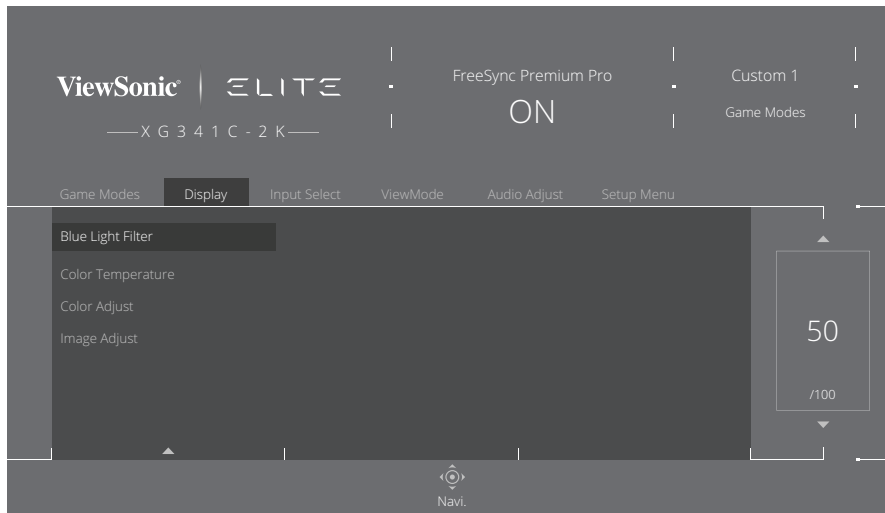 ViewSonic® ELITE
XG341C-2K
FreeSync Premium Pro
ON
Custom 1
Game Modes
Game Modes Display Input Select ViewMode Audio Adjust Setup Menu
Blue Light Filter
Color Temperature
Color Adjust
Image Adjust
50
/100
Navi.